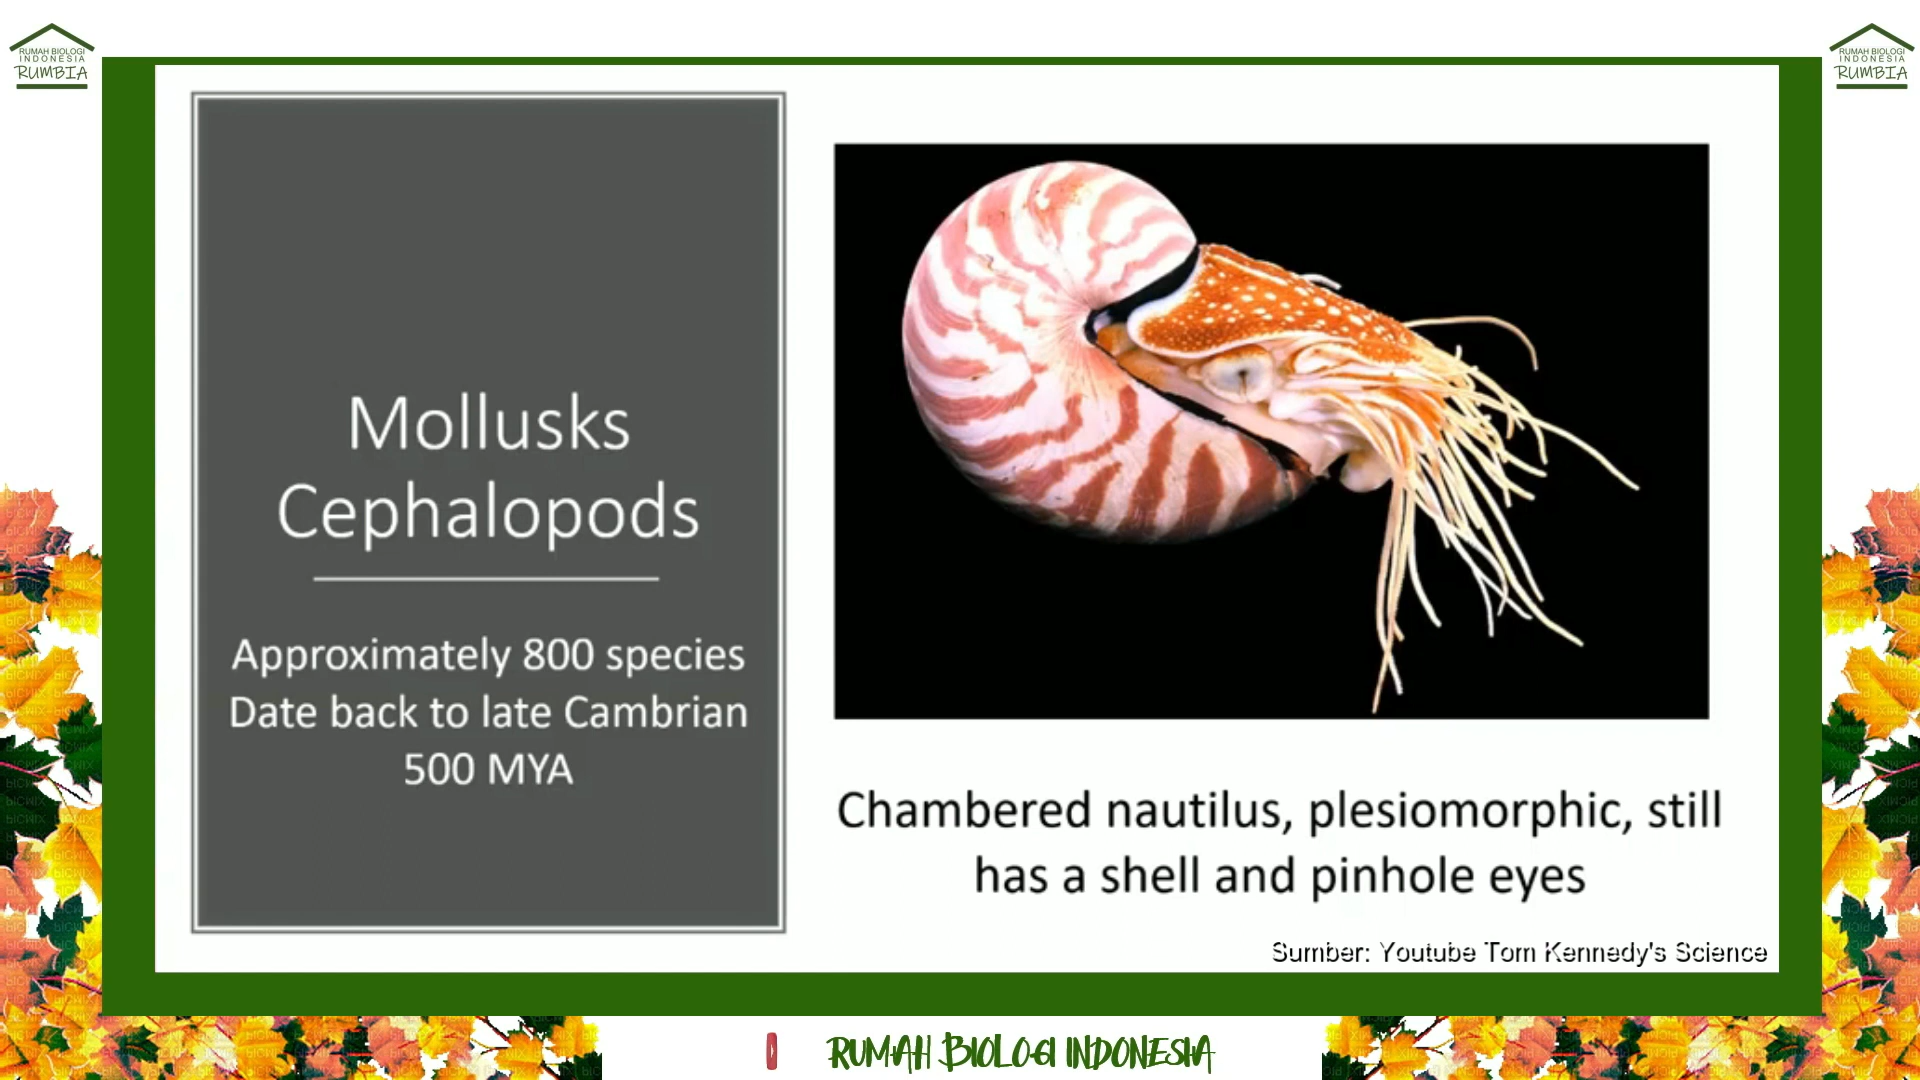 RUMAH BIOLOGI
INDONESIA
RUMBIA
RUMAH BIOLOGI
INDONESIA
RUMBIA
Mollusks
Cephalopods
Approximately 800 species
Date back to late Cambrian
500 MYA
Chambered nautilus, plesiomorphic, still
has a shell and pinhole eyes
Sumber: Youtube Tom Kennedy's Science
RUMAH BIOLOGI INDONESIA